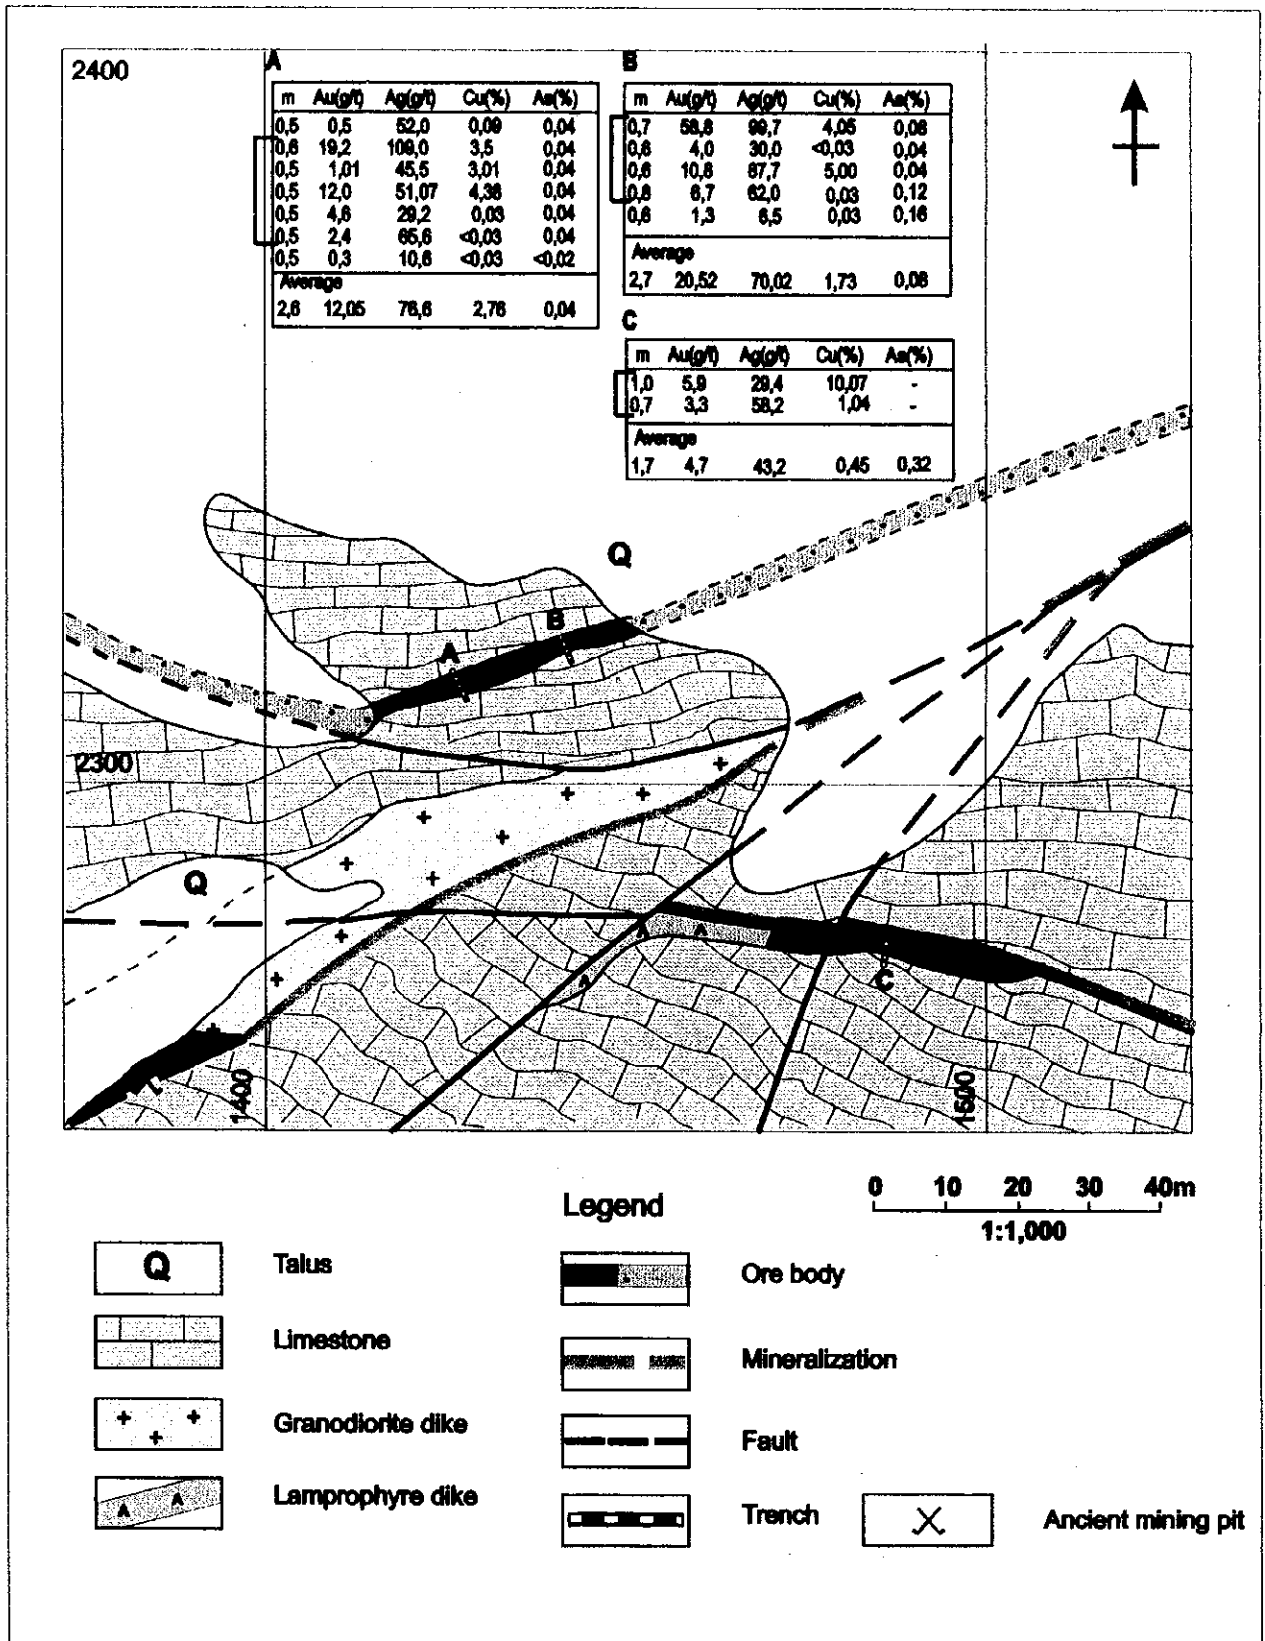 2400
A
m Au(g/t) Ag(g/t) Cu(%) As(%)
0,5 0,5 52,0 0,09 0,04
0,6 19,2 109,0 3,5 0,04
0,5 1,01 45,5 3,01 0,04
0,5 12,0 51,07 4,36 0,04
0,5 4,6 29,2 0,03 0,04
0,5 2,4 65,6 <0,03 0,04
0,5 0,3 10,6 <0,03 <0,02
Average
2,6 12,05 76,6 2,76 0,04
B
m Au(g/t) Ag(g/t) Cu(%) As(%)
0,7 58,8 99,7 4,05 0,06
0,6 4,0 30,0 <0,03 0,04
0,6 10,8 87,7 5,00 0,04
0,8 6,7 62,0 0,03 0,12
0,6 1,3 6,5 0,03 0,16
Average
2,7 20,52 70,02 1,73 0,06
C
m Au(g/t) Ag(g/t) Cu(%) As(%)
1,0 5,9 29,4 10,07 -
0,7 3,3 58,2 1,04 -
Average
1,7 4,7 43,2 0,45 0,32
Q
B
A
2300
Q
C
1400
1500
Legend
0 10 20 30 40m
1:1,000
Q Talus
Limestone
Granodiorite dike
Lamprophyre dike
Ore body
Mineralization
Fault
Trench
Ancient mining pit